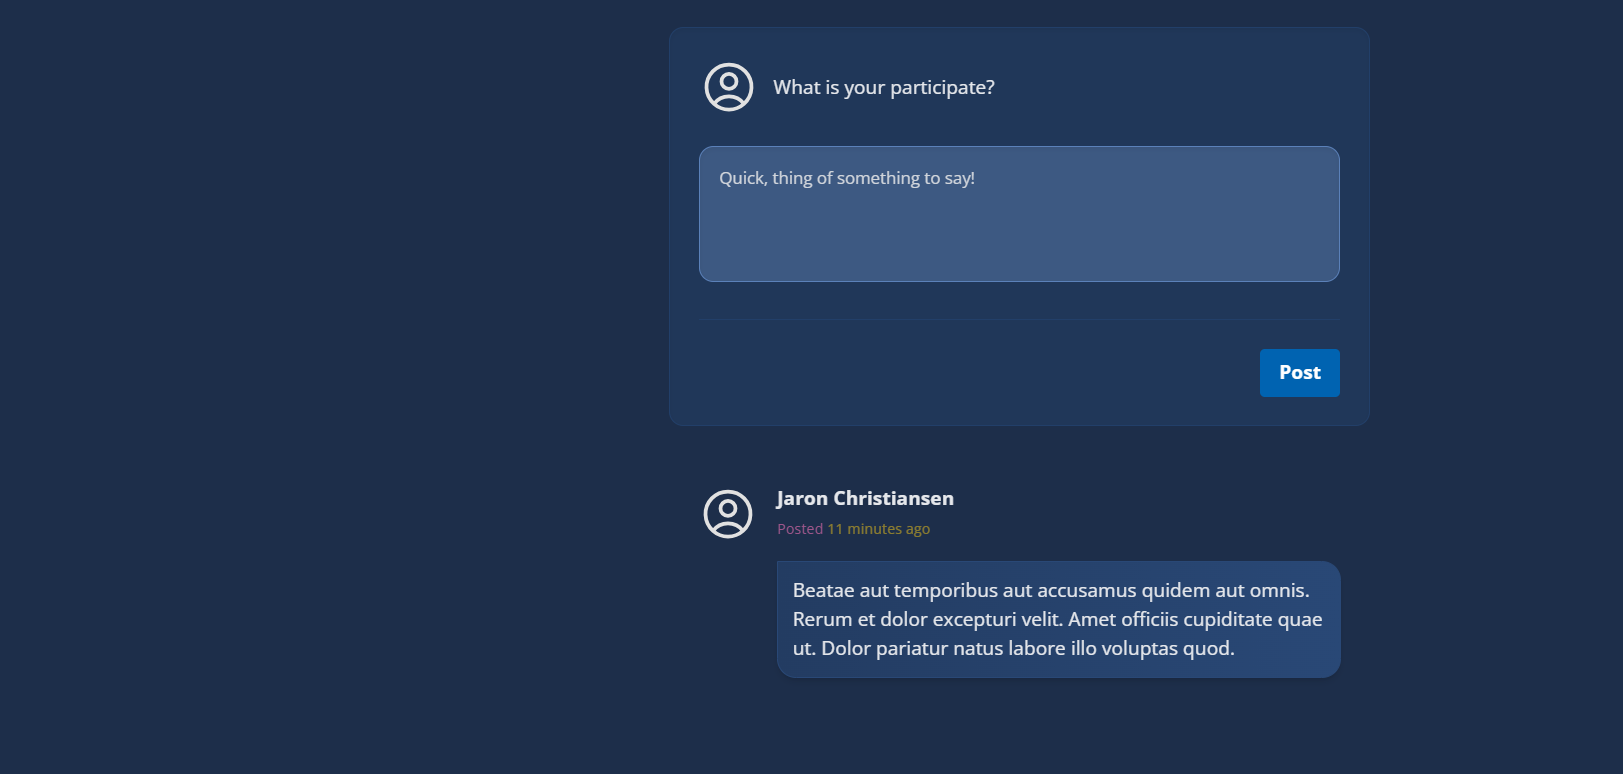 What is your participate?
Quick, thing of something to say!
Post
Jaron Christiansen
Posted 11 minutes ago
Beatae aut temporibus aut accusamus quidem aut omnis.
Rerum et dolor excepturi velit. Amet officiis cupiditate quae
ut. Dolor pariatur natus labore illo voluptas quod.